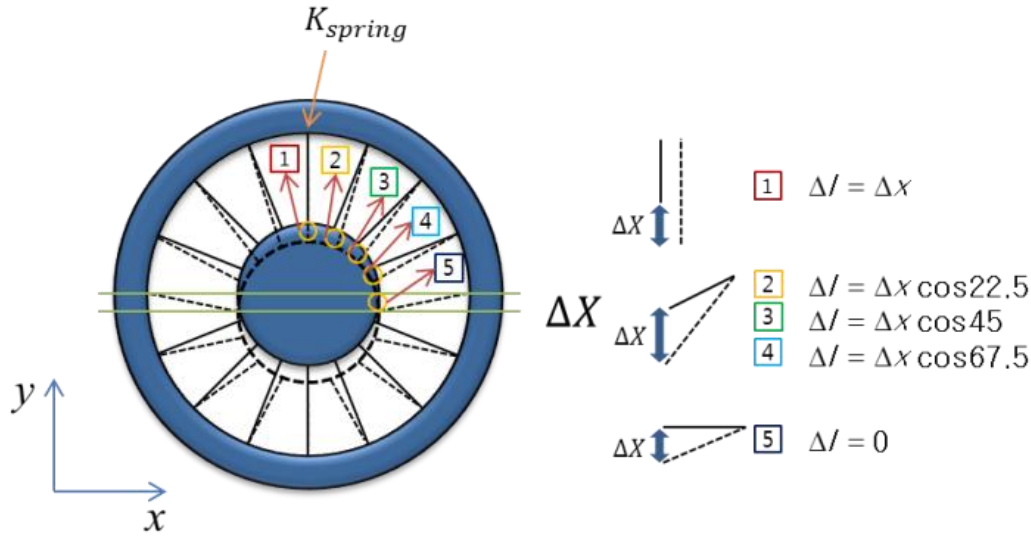 K_spring
1
2
3
4
5
y
x
ΔX
ΔX
1 Δl = Δx
ΔX
2 Δl = Δx cos22.5
3 Δl = Δx cos45
4 Δl = Δx cos67.5
ΔX
5 Δl = 0